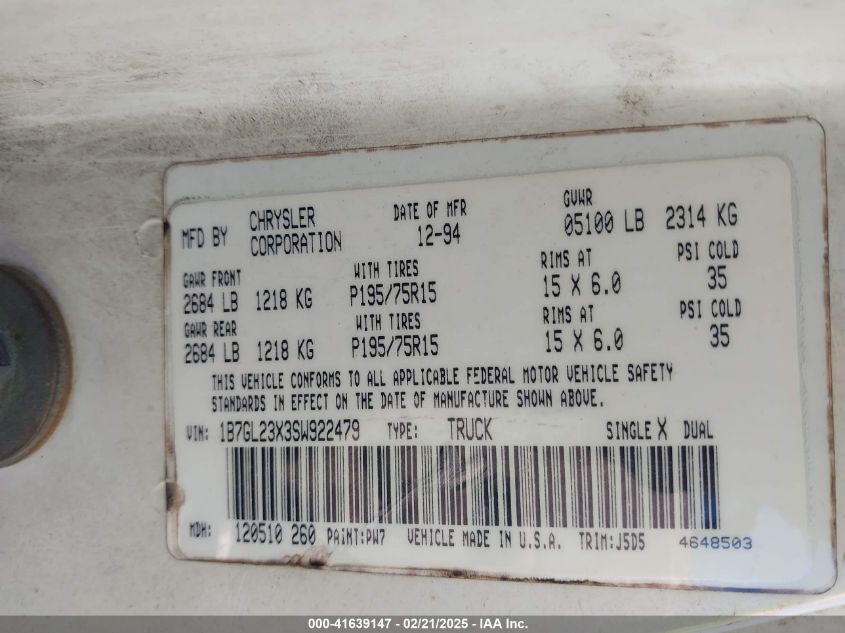 MFD BY CHRYSLER CORPORATION DATE OF MFR 12-94 GVWR 05100 LB 2314 KG
GAWR FRONT WITH TIRES RIMS AT PSI COLD
2684 LB 1218 KG P195/75R15 15 X 6.0 35
GAWR REAR WITH TIRES RIMS AT PSI COLD
2684 LB 1218 KG P195/75R15 15 X 6.0 35
THIS VEHICLE CONFORMS TO ALL APPLICABLE FEDERAL MOTOR VEHICLE SAFETY
STANDARDS IN EFFECT ON THE DATE OF MANUFACTURE SHOWN ABOVE.
VIN: 1B7GL23X3SW922479 TYPE: TRUCK SINGLE X DUAL
MDH: 120510 260 PAINT:PW7 VEHICLE MADE IN U.S.A. TRIM:J5D5 4648503
000-41639147 - 02/21/2025 - IAA Inc.